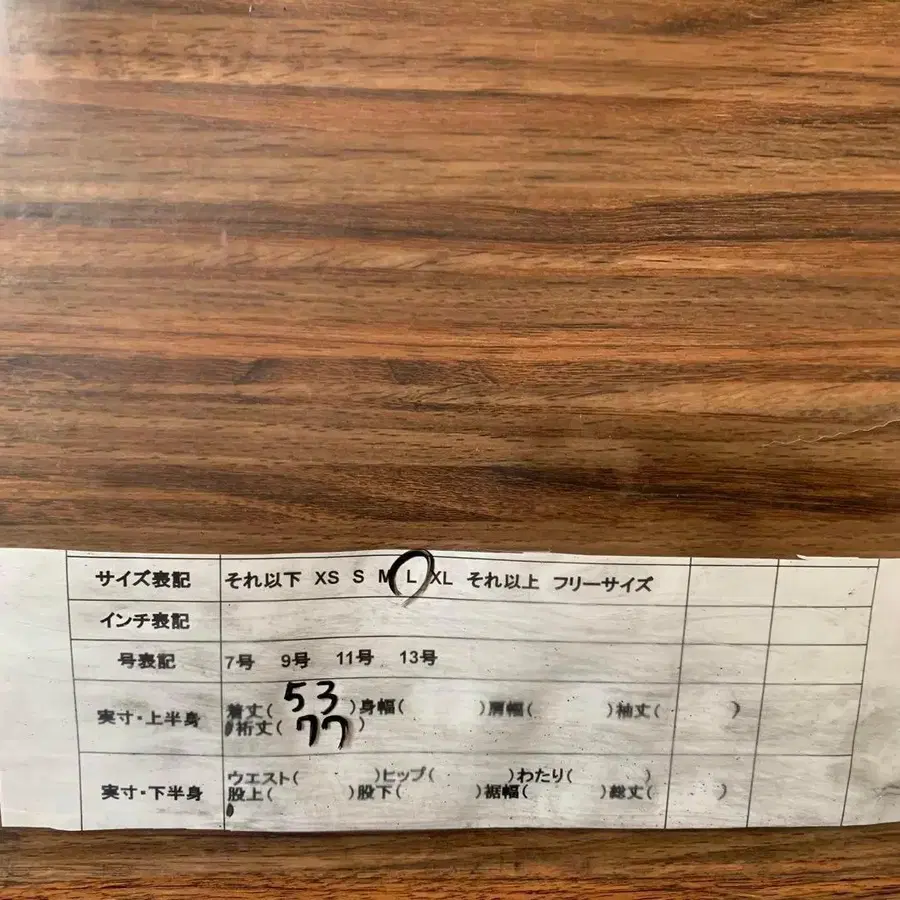 サイズ表記 それ以下 XS S M L XL それ以上 フリーサイズ
インチ表記
号表記 7号 9号 11号 13号
実寸・上半身 着丈( 53 )身幅( )肩幅( )袖丈( )
裄丈( 77 )
実寸・下半身 ウエスト( )ヒップ( )わたり( )
股上( )股下( )裾幅( )総丈( )